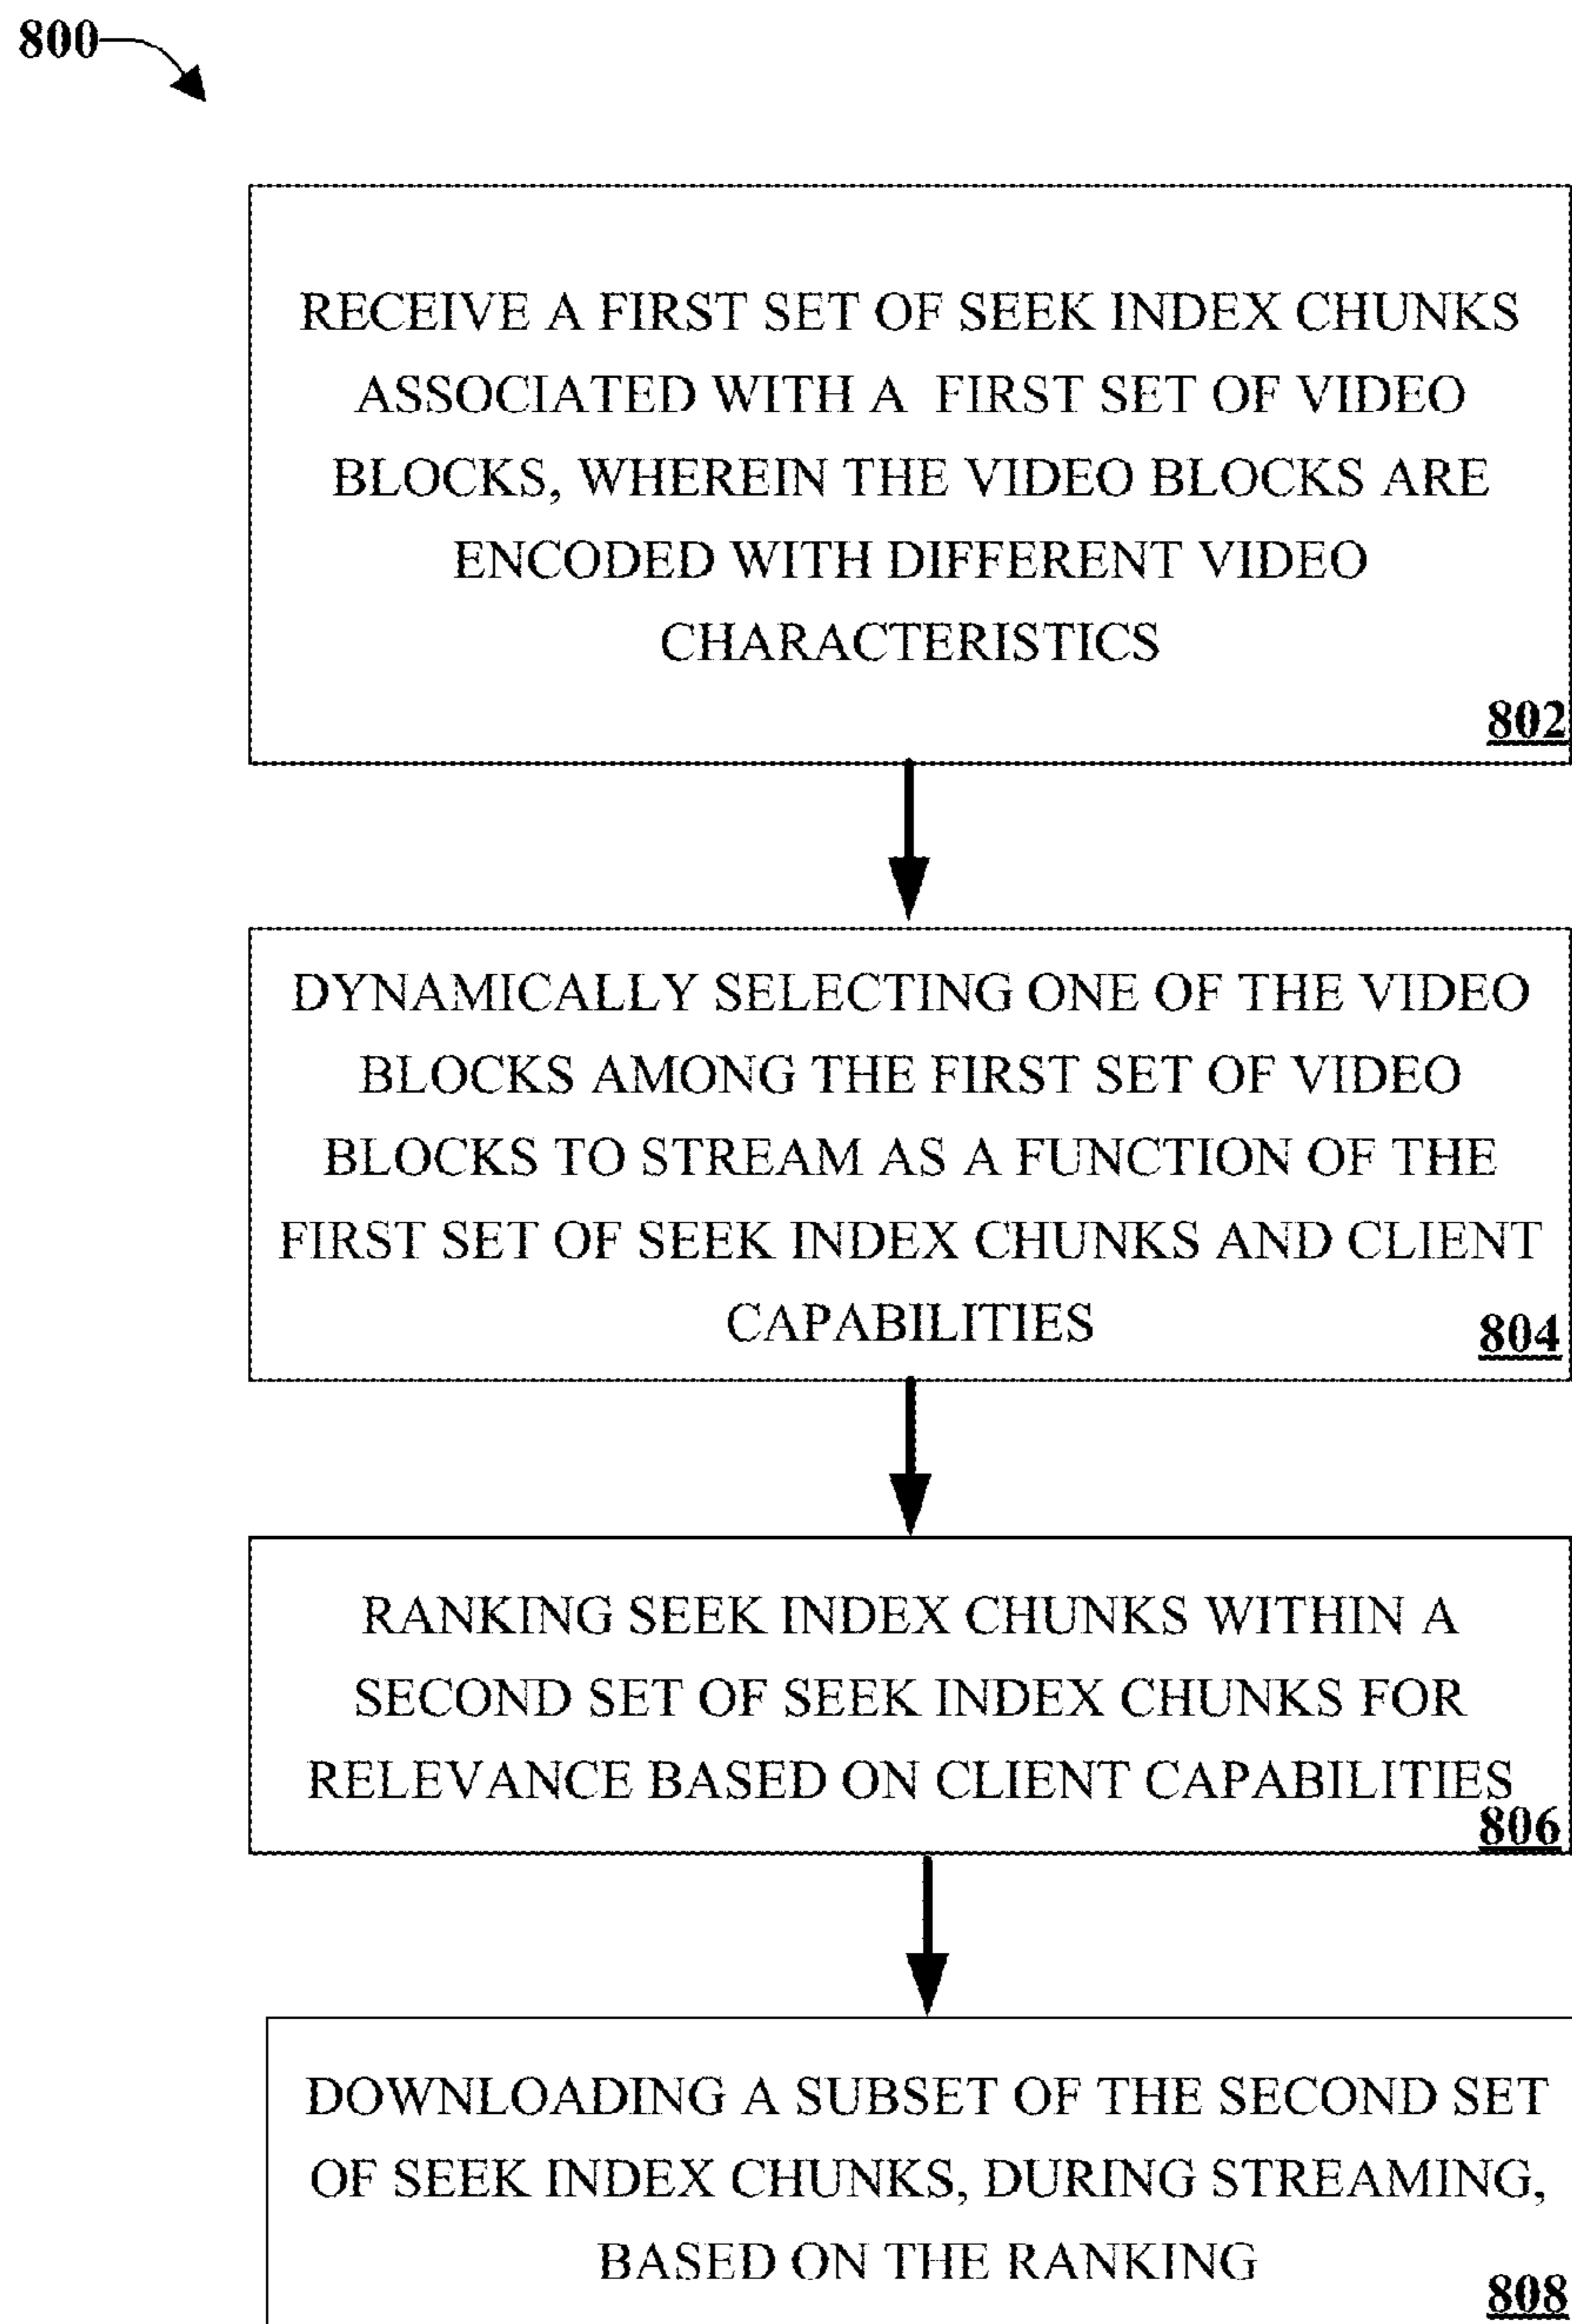 800
RECEIVE A FIRST SET OF SEEK INDEX CHUNKS
ASSOCIATED WITH A FIRST SET OF VIDEO
BLOCKS, WHEREIN THE VIDEO BLOCKS ARE
ENCODED WITH DIFFERENT VIDEO
CHARACTERISTICS
802
DYNAMICALLY SELECTING ONE OF THE VIDEO
BLOCKS AMONG THE FIRST SET OF VIDEO
BLOCKS TO STREAM AS A FUNCTION OF THE
FIRST SET OF SEEK INDEX CHUNKS AND CLIENT
CAPABILITIES
804
RANKING SEEK INDEX CHUNKS WITHIN A
SECOND SET OF SEEK INDEX CHUNKS FOR
RELEVANCE BASED ON CLIENT CAPABILITIES
806
DOWNLOADING A SUBSET OF THE SECOND SET
OF SEEK INDEX CHUNKS, DURING STREAMING,
BASED ON THE RANKING
808